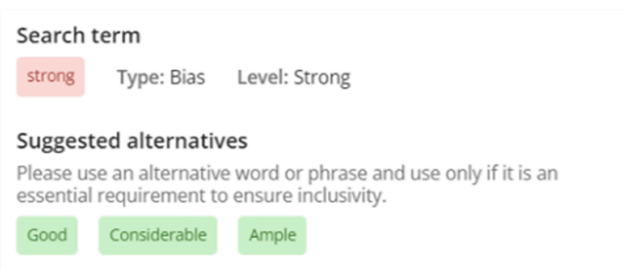 Search term
strong Type: Bias Level: Strong
Suggested alternatives
Please use an alternative word or phrase and use only if it is an
essential requirement to ensure inclusivity.
Good Considerable Ample